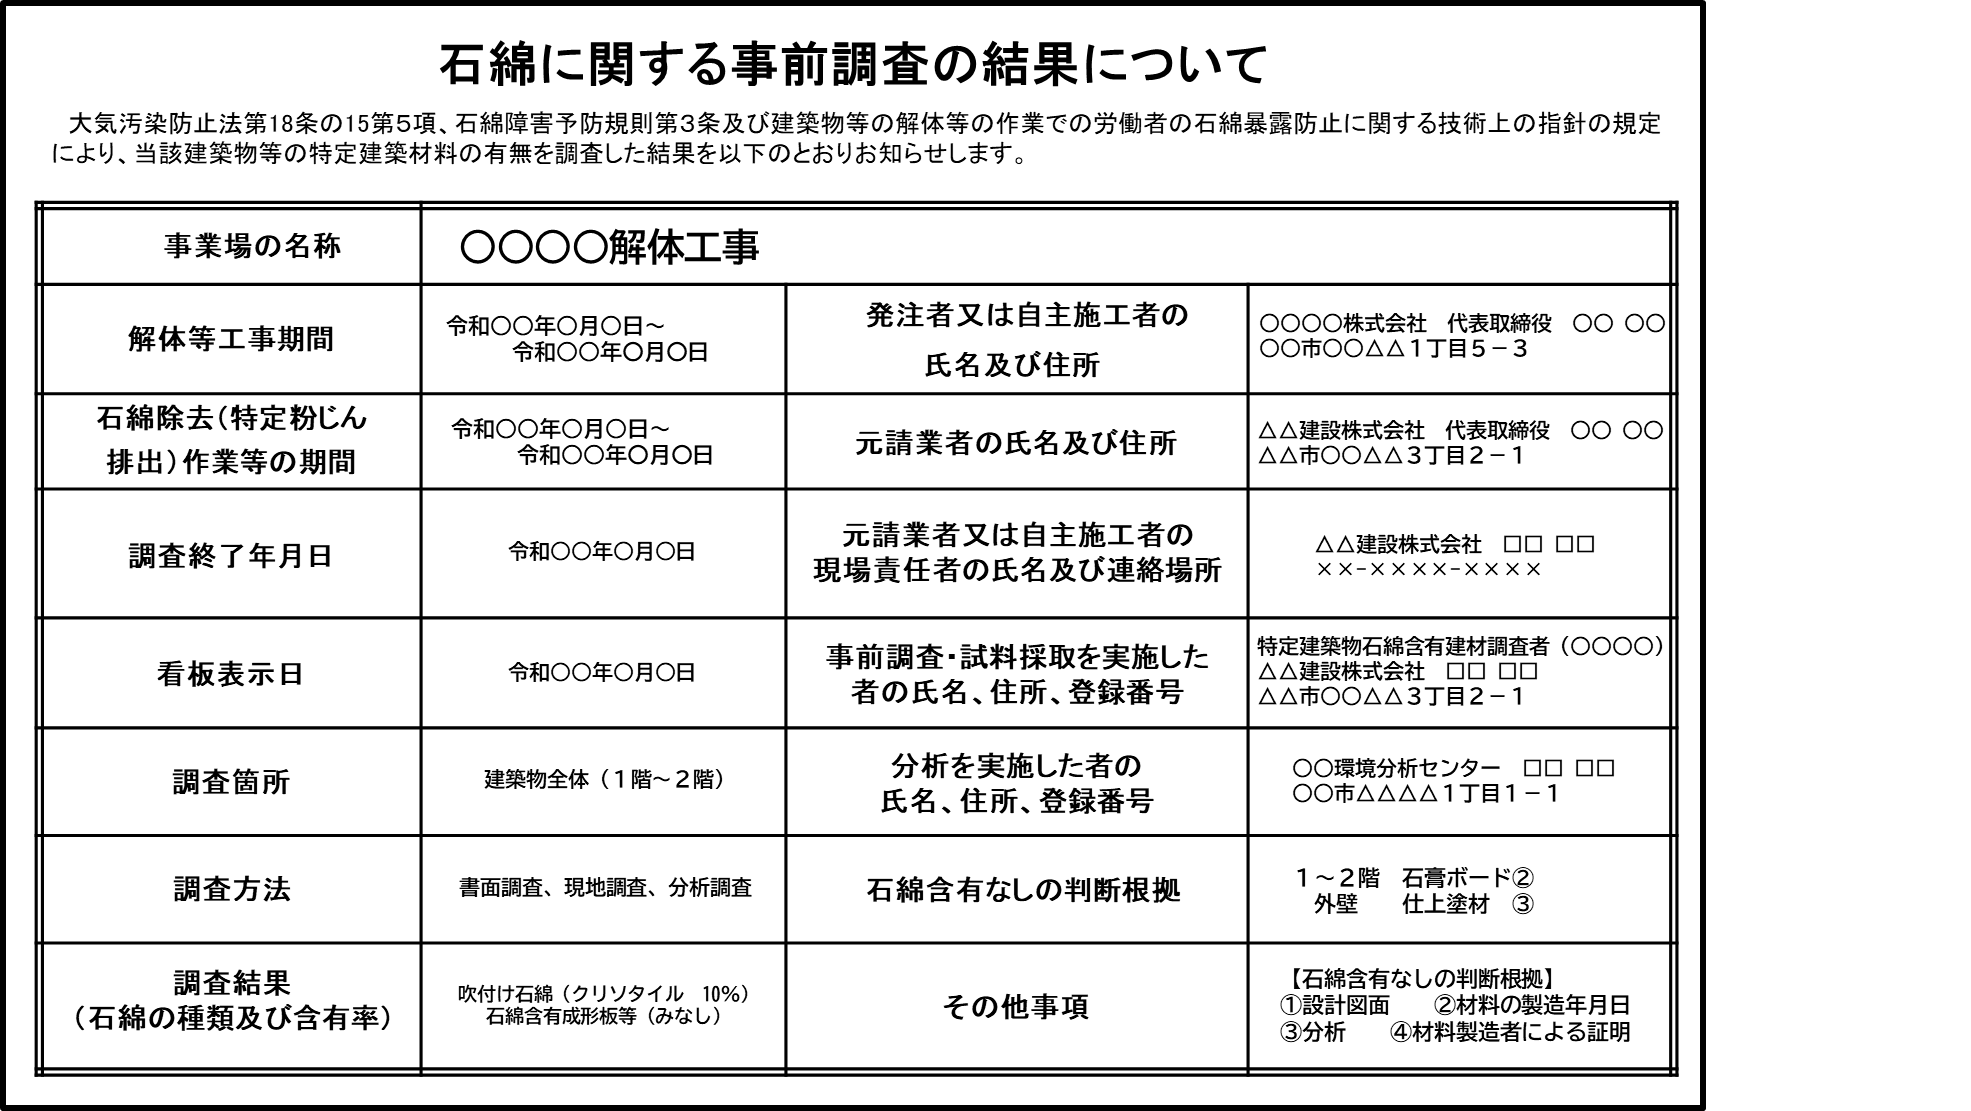 石綿に関する事前調査の結果について
大気汚染防止法第18条の15第５項、石綿障害予防規則第３条及び建築物等の解体等の作業での労働者の石綿暴露防止に関する技術上の指針の規定
により、当該建築物等の特定建築材料の有無を調査した結果を以下のとおりお知らせします。
事業場の名称
〇〇〇〇解体工事
解体等工事期間
令和〇〇年〇月〇日～
令和〇〇年〇月〇日
発注者又は自主施工者の
氏名及び住所
〇〇〇〇株式会社　代表取締役　〇〇 〇〇
〇〇市〇〇△△１丁目５－３
石綿除去（特定粉じん
排出）作業等の期間
令和〇〇年〇月〇日～
令和〇〇年〇月〇日
元請業者の氏名及び住所
△△建設株式会社　代表取締役　〇〇 〇〇
△△市〇〇△△３丁目２－１
調査終了年月日
令和〇〇年〇月〇日
元請業者又は自主施工者の
現場責任者の氏名及び連絡場所
△△建設株式会社　□□ □□
××-××××-××××
看板表示日
令和〇〇年〇月〇日
事前調査・試料採取を実施した
者の氏名、住所、登録番号
特定建築物石綿含有建材調査者（〇〇〇〇）
△△建設株式会社　□□ □□
△△市〇〇△△３丁目２－１
調査箇所
建築物全体（１階～２階）
分析を実施した者の
氏名、住所、登録番号
〇〇環境分析センター　□□ □□
〇〇市△△△△１丁目１－１
調査方法
書面調査、現地調査、分析調査
石綿含有なしの判断根拠
１～２階　石膏ボード②
外壁　　仕上塗材　③
調査結果
（石綿の種類及び含有率）
吹付け石綿（クリソタイル　10%）
石綿含有成形板等（みなし）
その他事項
【石綿含有なしの判断根拠】
①設計図面　　②材料の製造年月日
③分析　　④材料製造者による証明